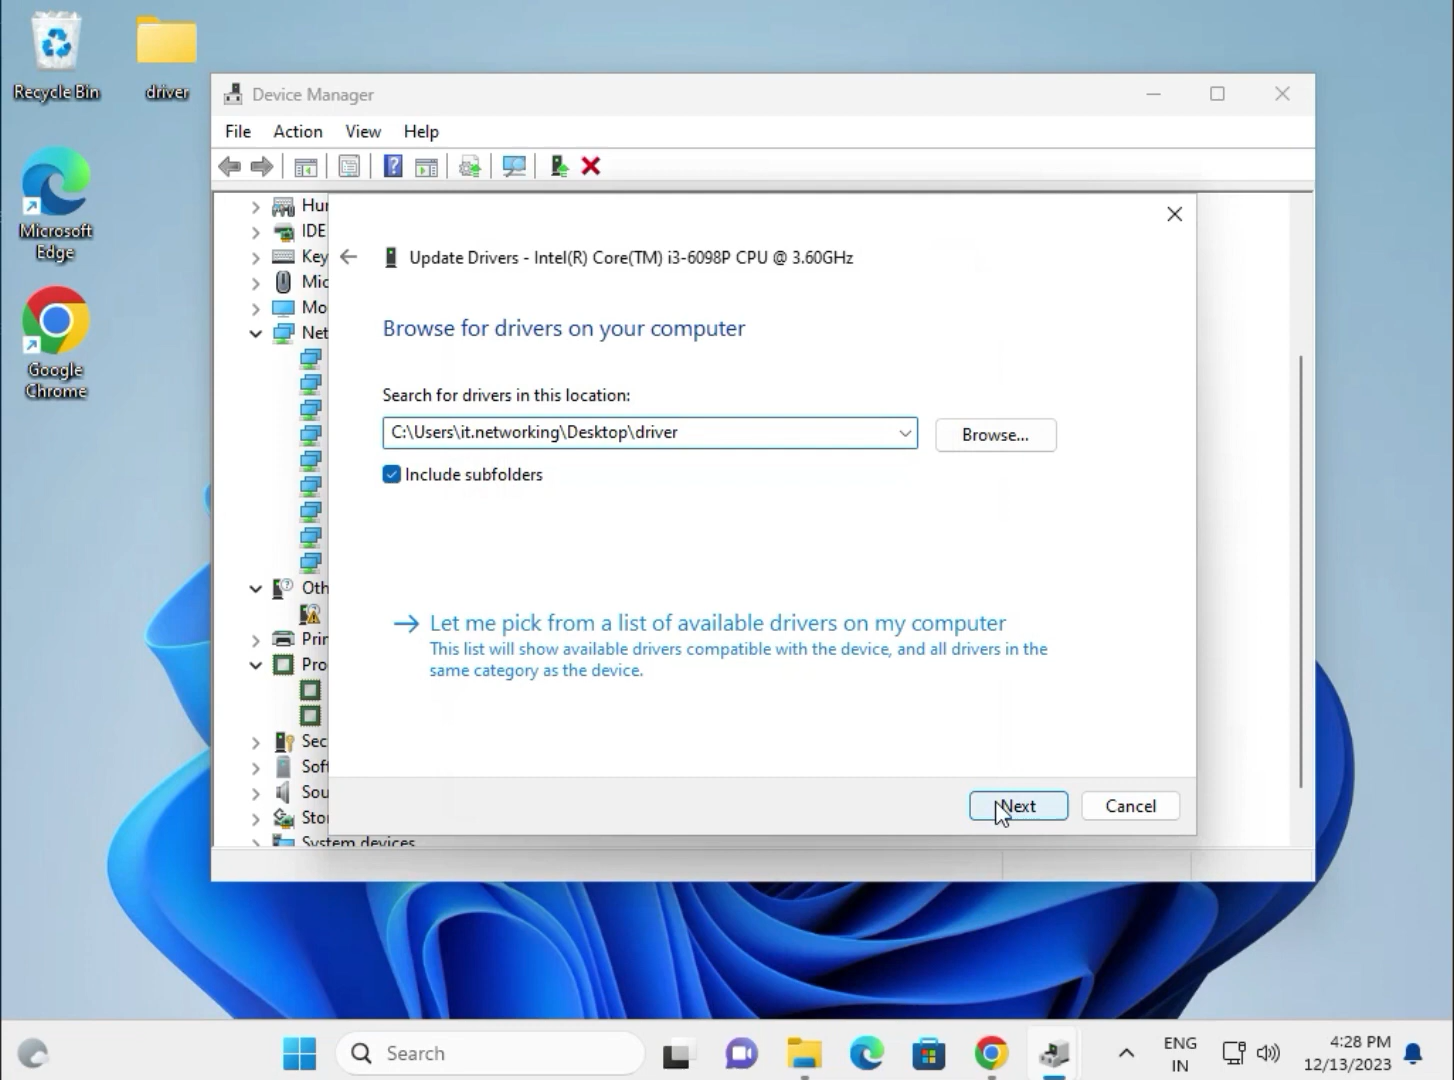 Recycle Bin
driver
Microsoft
Edge
Google
Chrome
Device Manager
File Action View Help
Hur
IDE
Key
Mic
Mo
Net
Oth
Prin
Pro
Sec
Soft
Sou
Sto
System devices
Update Drivers - Intel(R) Core(TM) i3-6098P CPU @ 3.60GHz
Browse for drivers on your computer
Search for drivers in this location:
C:\Users\it.networking\Desktop\driver
Browse...
Include subfolders
Let me pick from a list of available drivers on my computer
This list will show available drivers compatible with the device, and all drivers in the
same category as the device.
Next
Cancel
Search
ENG
IN
4:28 PM
12/13/2023